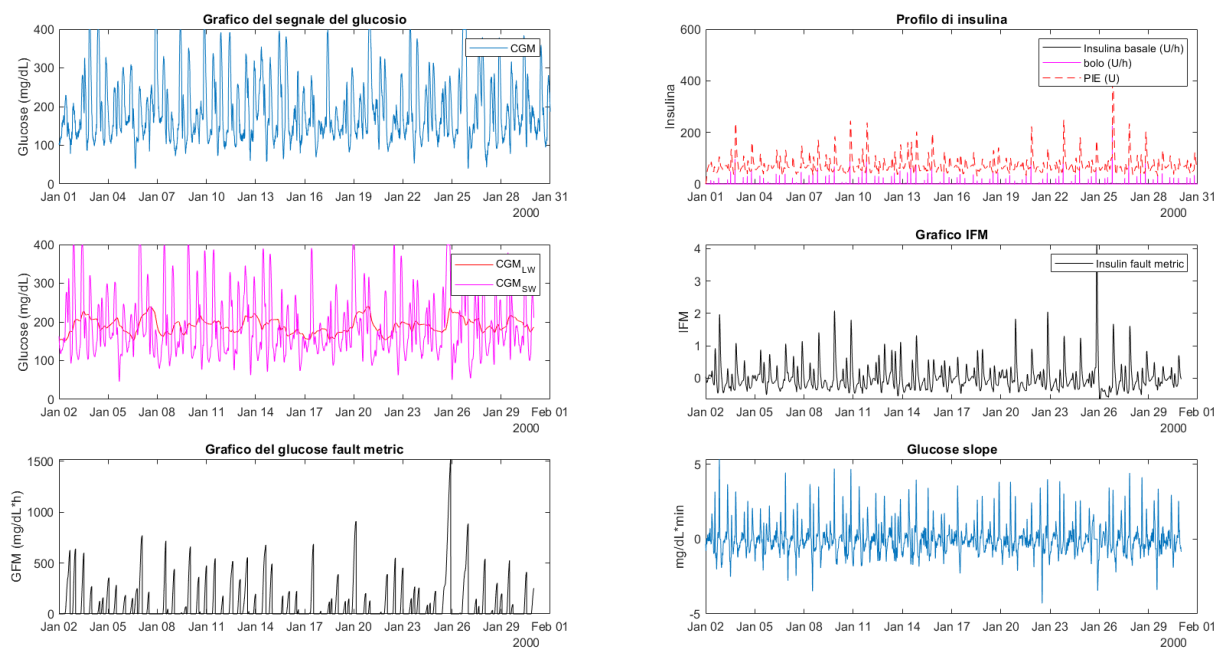 Grafico del segnale del glucosio
Glucose (mg/dL)
400
300
200
100
0
CGM
Jan 01 Jan 04 Jan 07 Jan 10 Jan 13 Jan 16 Jan 19 Jan 22 Jan 25 Jan 28 Jan 31
2000
Profilo di insulina
Insulina
600
400
200
0
Insulina basale (U/h)
bolo (U/h)
PIE (U)
Jan 01 Jan 04 Jan 07 Jan 10 Jan 13 Jan 16 Jan 19 Jan 22 Jan 25 Jan 28 Jan 31
2000
Glucose (mg/dL)
400
300
200
100
0
CGM_LW
CGM_SW
Jan 02 Jan 05 Jan 08 Jan 11 Jan 14 Jan 17 Jan 20 Jan 23 Jan 26 Jan 29 Feb 01
2000
Grafico IFM
IFM
4
3
2
1
0
Insulin fault metric
Jan 02 Jan 05 Jan 08 Jan 11 Jan 14 Jan 17 Jan 20 Jan 23 Jan 26 Jan 29 Feb 01
2000
Grafico del glucose fault metric
GFM (mg/dL*h)
1500
1000
500
0
Jan 02 Jan 05 Jan 08 Jan 11 Jan 14 Jan 17 Jan 20 Jan 23 Jan 26 Jan 29 Feb 01
2000
Glucose slope
mg/dL*min
5
0
-5
Jan 02 Jan 05 Jan 08 Jan 11 Jan 14 Jan 17 Jan 20 Jan 23 Jan 26 Jan 29 Feb 01
2000